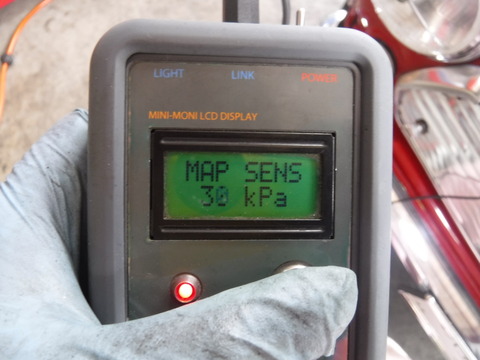 LIGHT LINK POWER
MINI-MONI LCD DISPLAY
MAP SENS
30 kPa